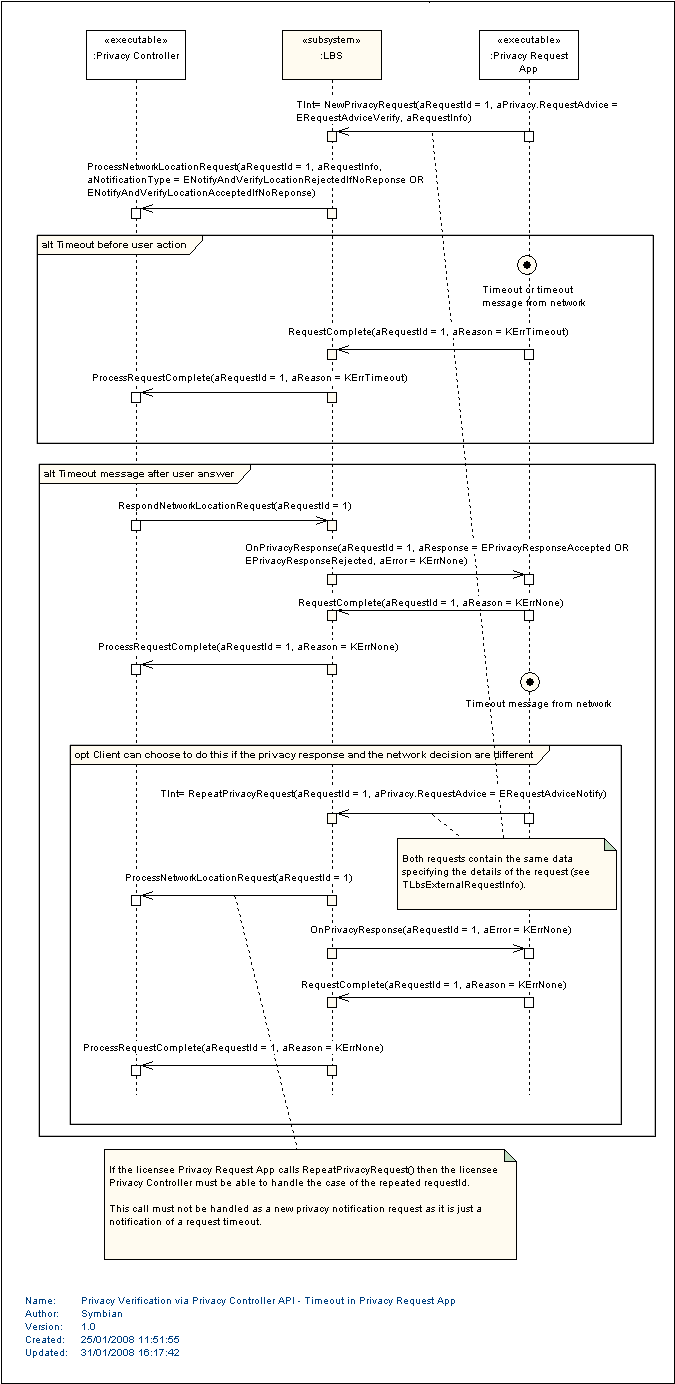 «executable»
:Privacy Controller
«subsystem»
:LBS
«executable»
:Privacy Request
App
TInt= NewPrivacyRequest(aRequestId = 1, aPrivacy.RequestAdvice =
ERequestAdviceVerify, aRequestInfo)
ProcessNetworkLocationRequest(aRequestId = 1, aRequestInfo,
aNotificationType = ENotifyAndVerifyLocationRejectedIfNoReponse OR
ENotifyAndVerifyLocationAcceptedIfNoReponse)
alt Timeout before user action
Timeout or timeout
message from network
RequestComplete(aRequestId = 1, aReason = KErrTimeout)
ProcessRequestComplete(aRequestId = 1, aReason = KErrTimeout)
alt Timeout message after user answer
RespondNetworkLocationRequest(aRequestId = 1)
OnPrivacyResponse(aRequestId = 1, aResponse = EPrivacyResponseAccepted OR
EPrivacyResponseRejected, aError = KErrNone)
RequestComplete(aRequestId = 1, aReason = KErrNone)
ProcessRequestComplete(aRequestId = 1, aReason = KErrNone)
Timeout message from network
opt Client can choose to do this if the privacy response and the network decision are different
TInt= RepeatPrivacyRequest(aRequestId = 1, aPrivacy.RequestAdvice = ERequestAdviceNotify)
Both requests contain the same data
specifying the details of the request (see
TLbsExternalRequestInfo).
ProcessNetworkLocationRequest(aRequestId = 1)
OnPrivacyResponse(aRequestId = 1, aError = KErrNone)
RequestComplete(aRequestId = 1, aReason = KErrNone)
ProcessRequestComplete(aRequestId = 1, aReason = KErrNone)
If the licensee Privacy Request App calls RepeatPrivacyRequest() then the licensee
Privacy Controller must be able to handle the case of the repeated requestId.
This call must not be handled as a new privacy notification request as it is just a
notification of a request timeout.
Name: Privacy Verification via Privacy Controller API - Timeout in Privacy Request App
Author: Symbian
Version: 1.0
Created: 25/01/2008 11:51:55
Updated: 31/01/2008 16:17:42